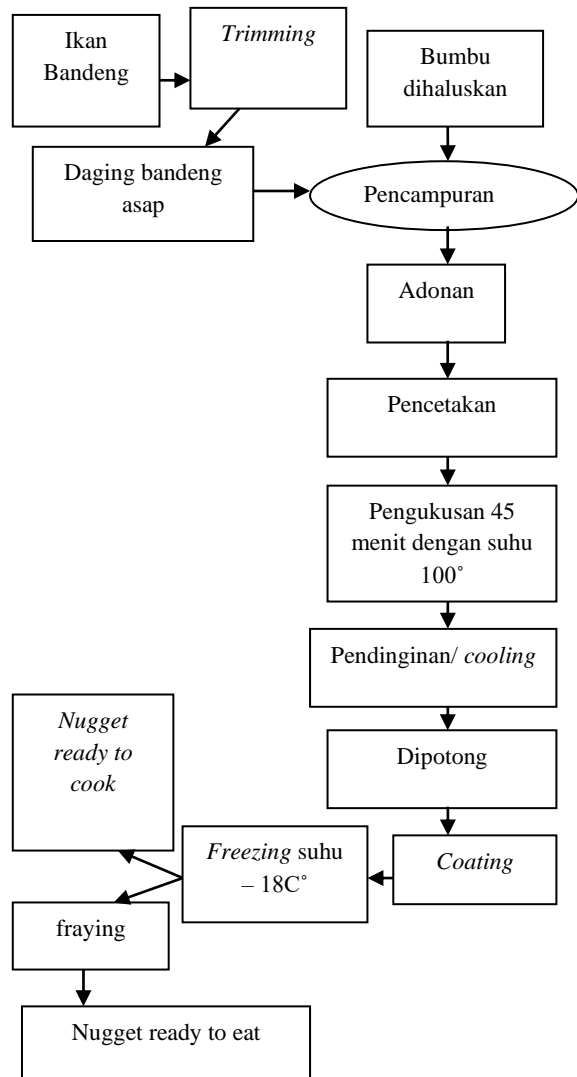 Ikan
Bandeng
Trimming
Bumbu
dihaluskan
Daging bandeng
asap
Pencampuran
Adonan
Pencetakan
Pengukusan 45
menit dengan suhu
100˚
Pendinginan/ cooling
Dipotong
Coating
Freezing suhu
– 18C˚
Nugget
ready to
cook
fraying
Nugget ready to eat